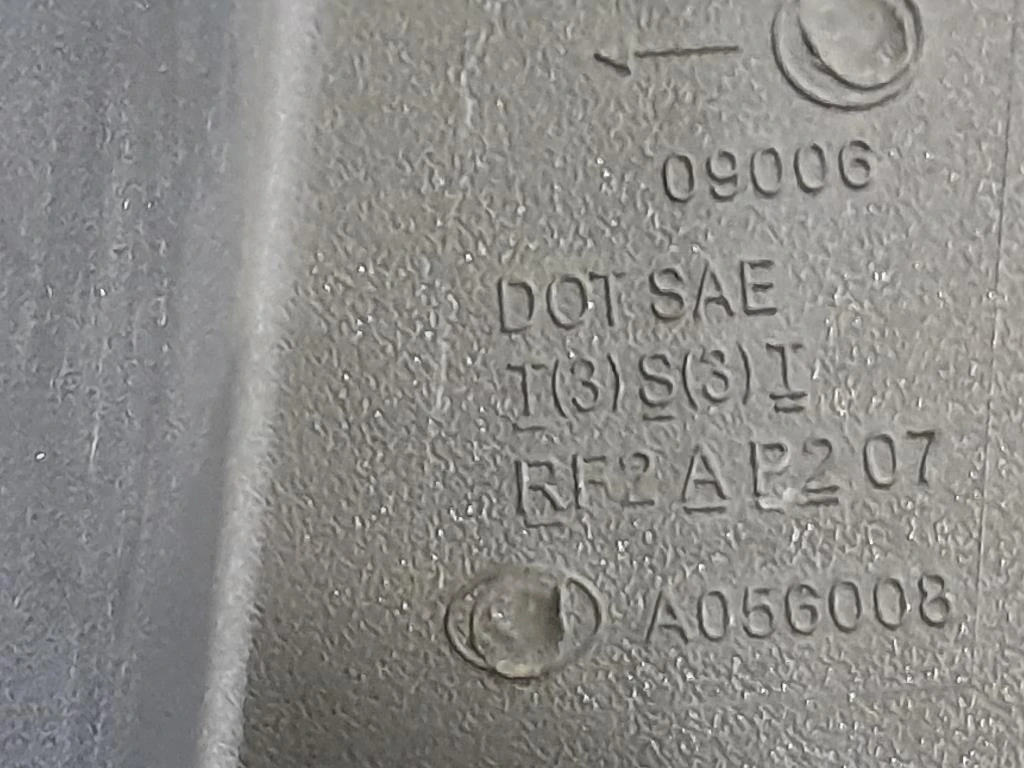 09006
DOT SAE
T(3) S(3) I
RF2 A P2 07
A056008